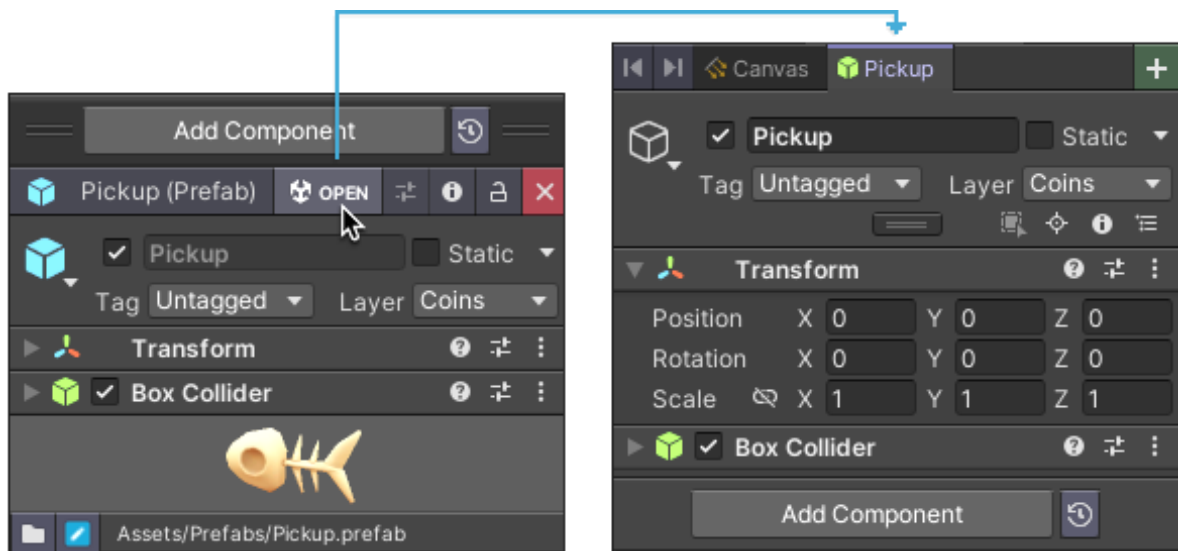 Add Component
Pickup (Prefab) OPEN
Pickup Static
Tag Untagged Layer Coins
Transform
Box Collider
Assets/Prefabs/Pickup.prefab
Canvas Pickup
Pickup Static
Tag Untagged Layer Coins
Transform
Position X 0 Y 0 Z 0
Rotation X 0 Y 0 Z 0
Scale X 1 Y 1 Z 1
Box Collider
Add Component